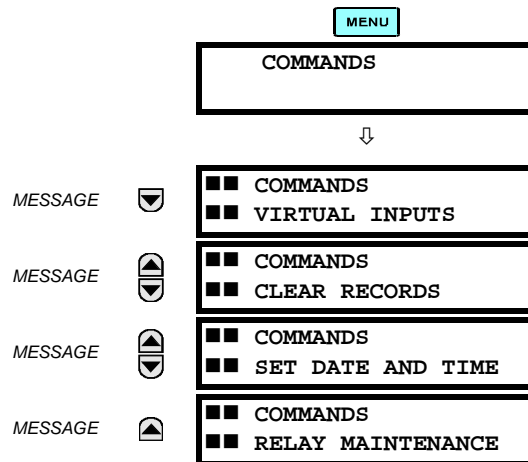 MENU
COMMANDS
⇩
MESSAGE ■■ COMMANDS
■■ VIRTUAL INPUTS
MESSAGE ■■ COMMANDS
■■ CLEAR RECORDS
MESSAGE ■■ COMMANDS
■■ SET DATE AND TIME
MESSAGE ■■ COMMANDS
■■ RELAY MAINTENANCE